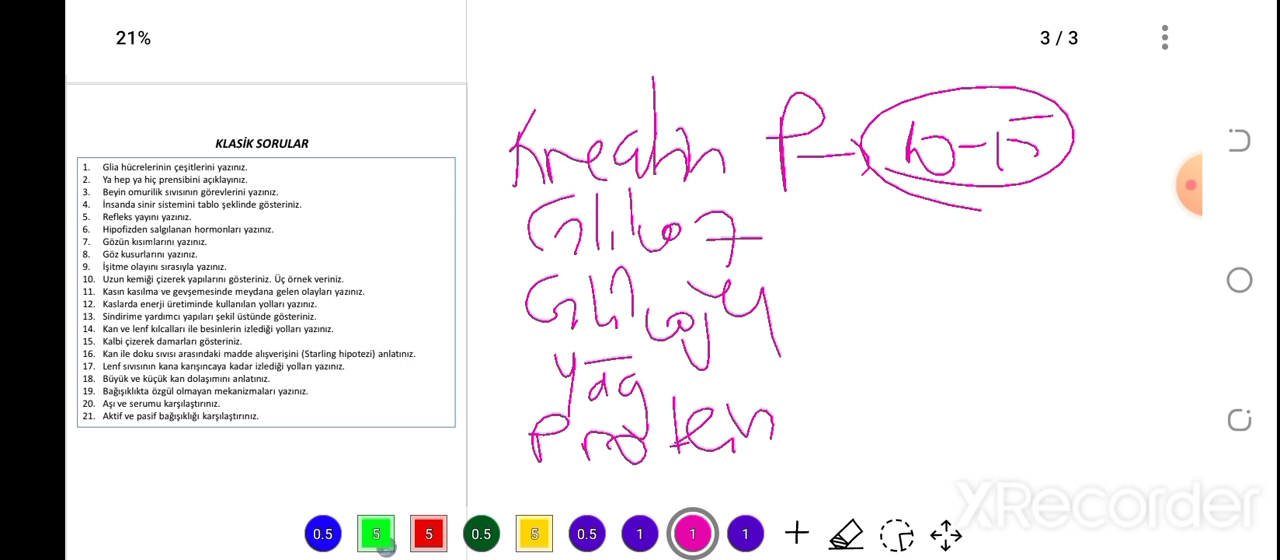 21%
3 / 3
KLASİK SORULAR
1. Glia hücrelerinin çeşitlerini yazınız.
2. Ya hep ya hiç prensibini açıklayınız.
3. Beyin omurilik sıvısının görevlerini yazınız.
4. İnsanda sinir sistemini tablo şeklinde gösteriniz.
5. Refleks yayını yazınız.
6. Hipofizden salgılanan hormonları yazınız.
7. Gözün kısımlarını yazınız.
8. Göz kusurlarını yazınız.
9. İşitme olayını sırasıyla yazınız.
10. Uzun kemiği çizerek yapılarını gösteriniz. Üç örnek veriniz.
11. Kasın kasılma ve gevşemesinde meydana gelen olayları yazınız.
12. Kaslarda enerji üretiminde kullanılan yolları yazınız.
13. Sindirime yardımcı yapıları şekil üstünde gösteriniz.
14. Kan ve lenf kılcalları ile besinlerin izlediği yolları yazınız.
15. Kalbi çizerek damarları gösteriniz.
16. Kan ile doku sıvısı arasındaki madde alışverişini (Starling hipotezi) anlatınız.
17. Lenf sıvısının kana karışıncaya kadar izlediği yolları yazınız.
18. Büyük ve küçük kan dolaşımını anlatınız.
19. Bağışıklıkta özgül olmayan mekanizmaları yazınız.
20. Aşı ve serumu karşılaştırınız.
21. Aktif ve pasif bağışıklığı karşılaştırınız.
Kreatin P 10-15
Glikoz
Glikojen
yağ
Protein
0.5 5 5 0.5 5 0.5 1 1 1
XRecorder